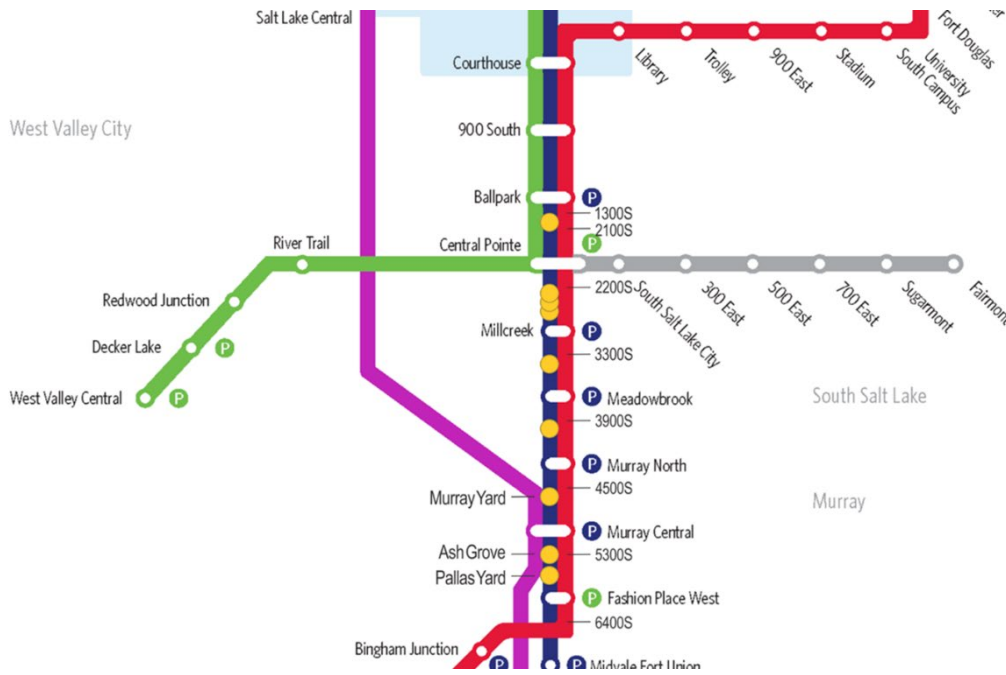 Salt Lake Central
Fort Douglas
Courthouse
Library
Trolley
900 East
Stadium
South Campus
University
West Valley City
900 South
Ballpark
P
1300S
2100S
P
River Trail
Central Pointe
2200S
South Salt Lake City
300 East
500 East
700 East
Sugarmont
Fairmont
Redwood Junction
Millcreek
P
Decker Lake
P
3300S
West Valley Central
P
P
Meadowbrook
South Salt Lake
3900S
P
Murray North
4500S
Murray Yard
Murray
P
Murray Central
Ash Grove
5300S
Pallas Yard
P
Fashion Place West
6400S
Bingham Junction
P
P
Midvale Fort Union